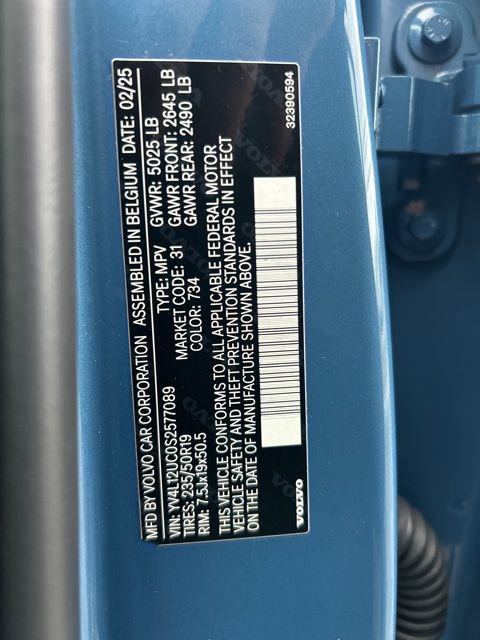 MFD BY VOLVO CAR CORPORATION ASSEMBLED IN BELGIUM DATE: 02/25
VIN: YV4L12UC0S2577089 TYPE: MPV GVWR: 5025 LB
TIRES: 235/50R19 MARKET CODE: 31 GAWR FRONT: 2645 LB
RIM: 7.5Jx19x50.5 COLOR: 734 GAWR REAR: 2490 LB
THIS VEHICLE CONFORMS TO ALL APPLICABLE FEDERAL MOTOR
VEHICLE SAFETY AND THEFT PREVENTION STANDARDS IN EFFECT
ON THE DATE OF MANUFACTURE SHOWN ABOVE.
VOLVO
32390594